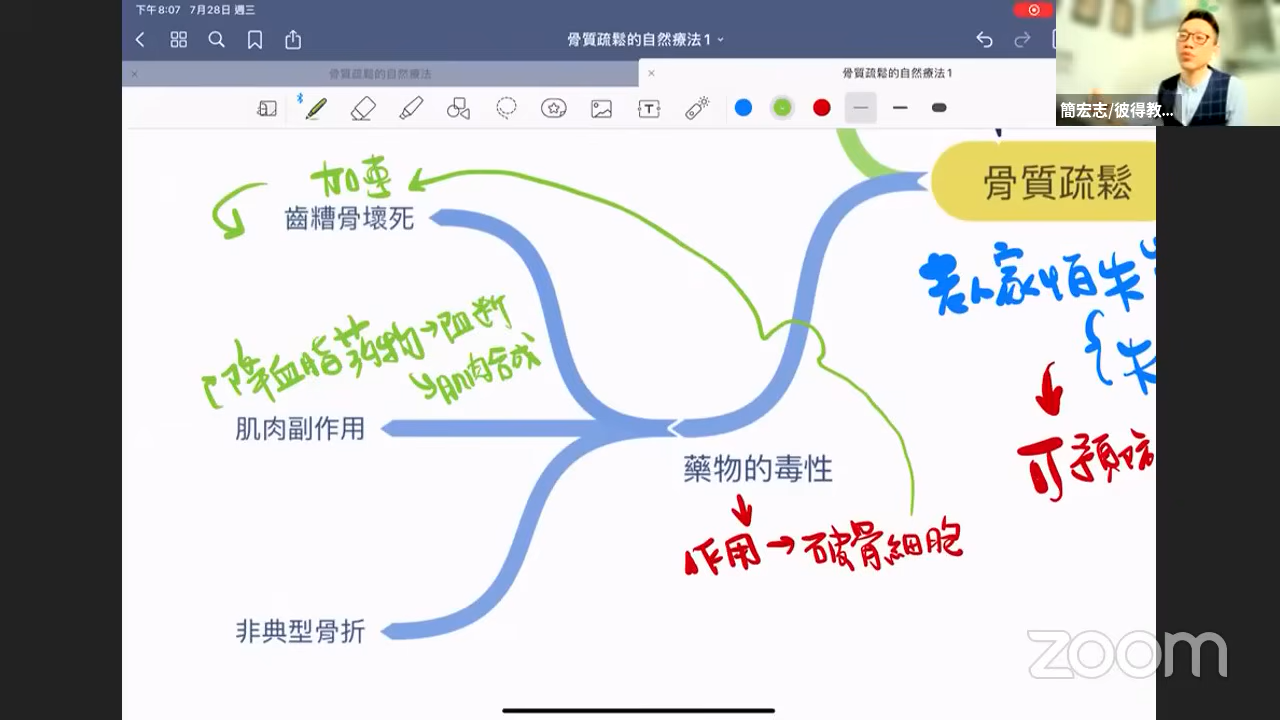 下午8:07 7月28日 週三
骨質疏鬆的自然療法1
骨質疏鬆的自然療法
骨質疏鬆的自然療法1
簡宏志/彼得教...
加速
齒糟骨壞死
骨質疏鬆
老人家怕失
降血脂药物→阻断
肌肉合成
肌肉副作用
藥物的毒性
可預防
作用→破骨細胞
非典型骨折
zoom